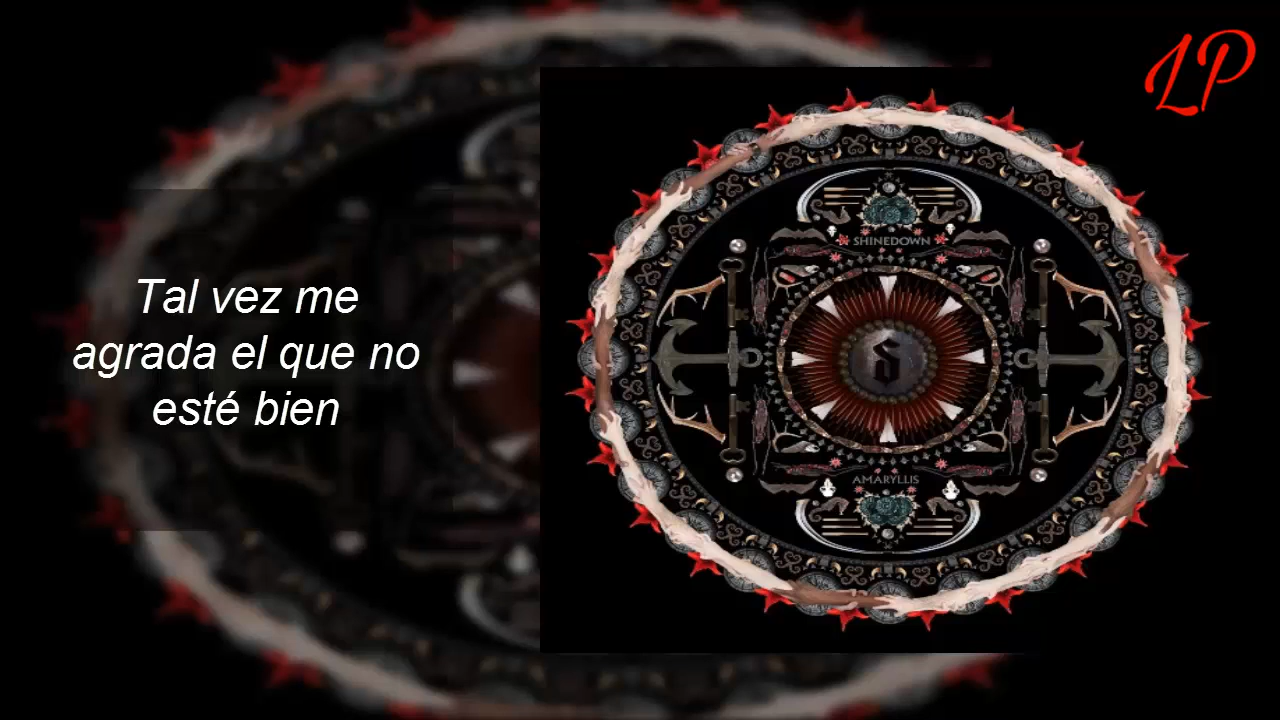 LP
Tal vez me
agrada el que no
esté bien
SHINEDOWN
S
AMARYLLIS